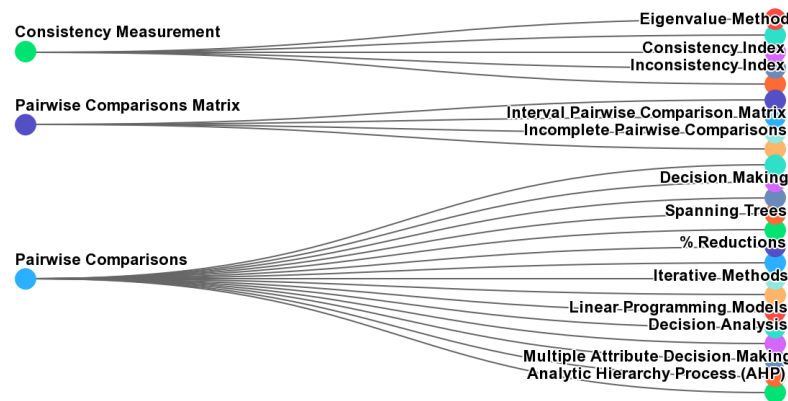 Eigenvalue Method
Consistency Measurement
Consistency Index
Inconsistency Index
Pairwise Comparisons Matrix
Interval Pairwise Comparison Matrix
Incomplete Pairwise Comparisons
Decision Making
Spanning Trees
% Reductions
Pairwise Comparisons
Iterative Methods
Linear Programming Models
Decision Analysis
Multiple Attribute Decision Making
Analytic Hierarchy Process (AHP)